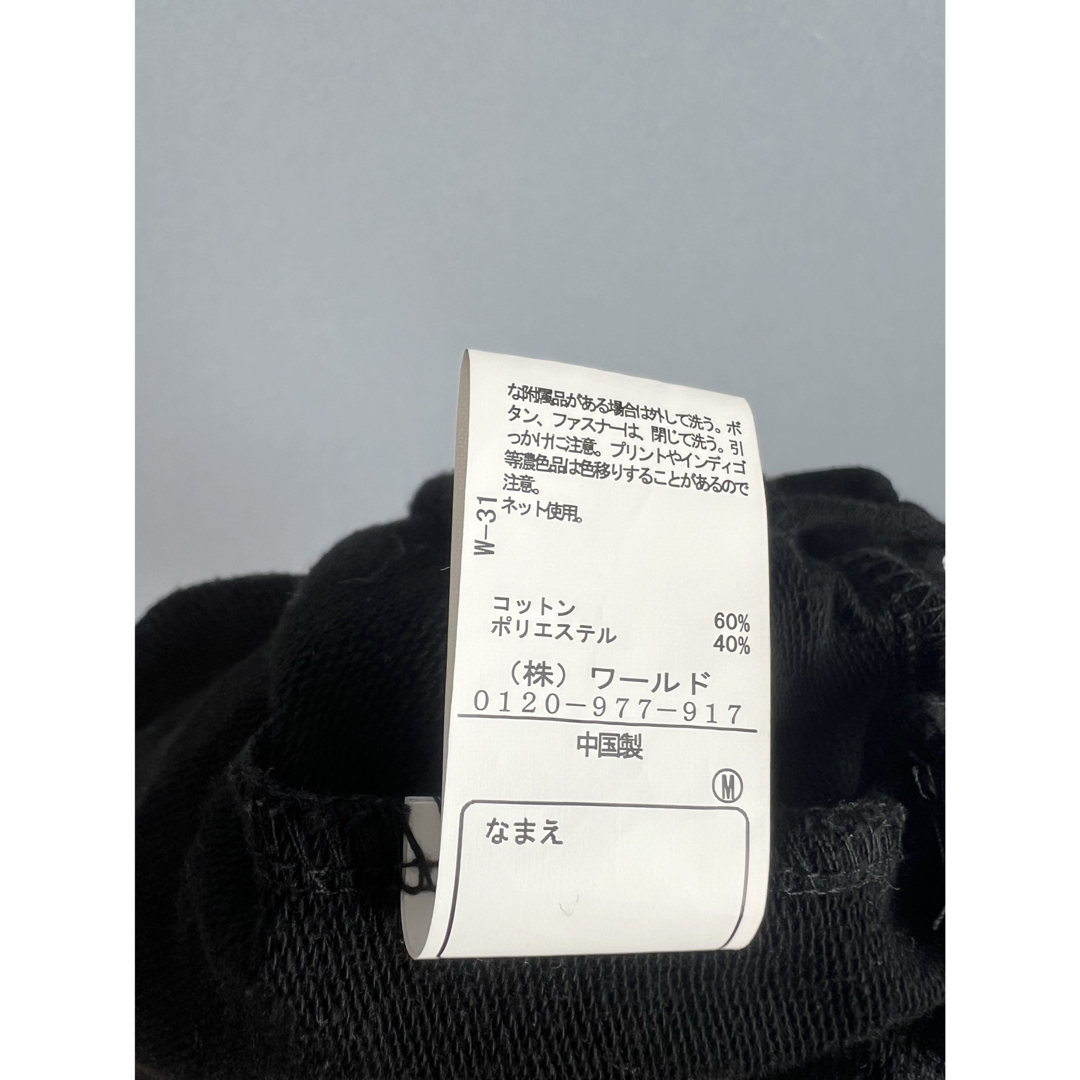 な附属品がある場合は外して洗う。ボ
タン、ファスナーは、閉じて洗う。引
っかけに注意。プリントやインディゴ
等濃色品は色移りすることがあるので
注意。
ネット使用。
W-31
コットン 60%
ポリエステル 40%
(株) ワールド
0120-977-917
中国製
M
なまえ